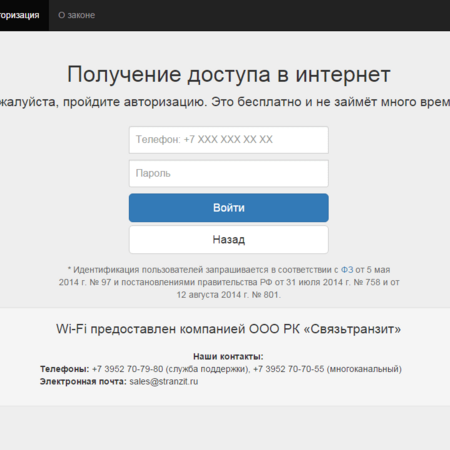 торизация О законе
Получение доступа в интернет
жалуйста, пройдите авторизацию. Это бесплатно и не займёт много врем
Телефон: +7 XXX XXX XX XX
Пароль
Войти
Назад
* Идентификация пользователей запрашивается в соответствии с ФЗ от 5 мая
2014 г. № 97 и постановлениями правительства РФ от 31 июля 2014 г. № 758 и от
12 августа 2014 г. № 801.
Wi-Fi предоставлен компанией ООО РК «Связьтранзит»
Наши контакты:
Телефоны: +7 3952 70-79-80 (служба поддержки), +7 3952 70-70-55 (многоканальный)
Электронная почта: sales@stranzit.ru